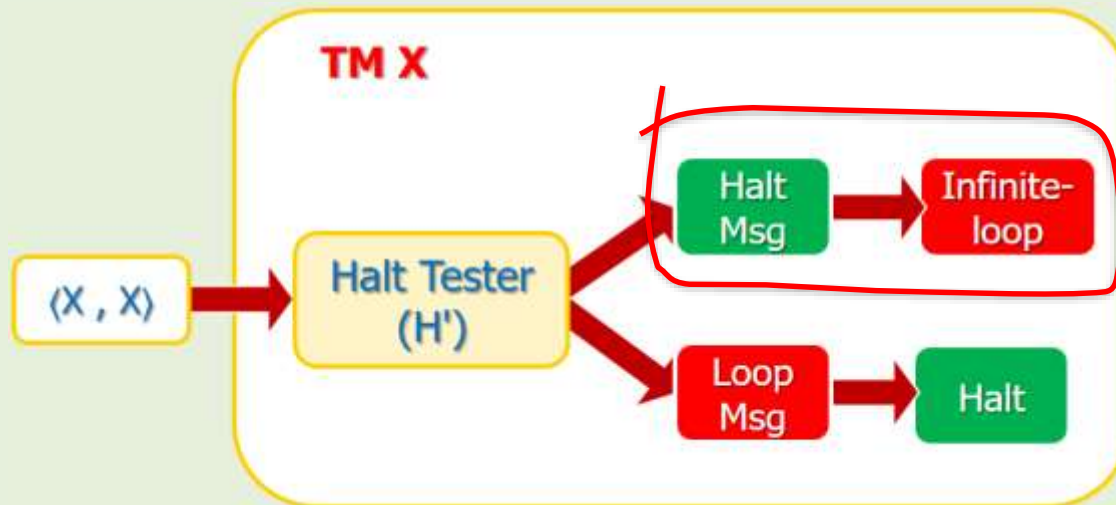 TM X
Halt
Msg
Infinite-
loop
⟨X , X⟩
Halt Tester
(H')
Loop
Msg
Halt